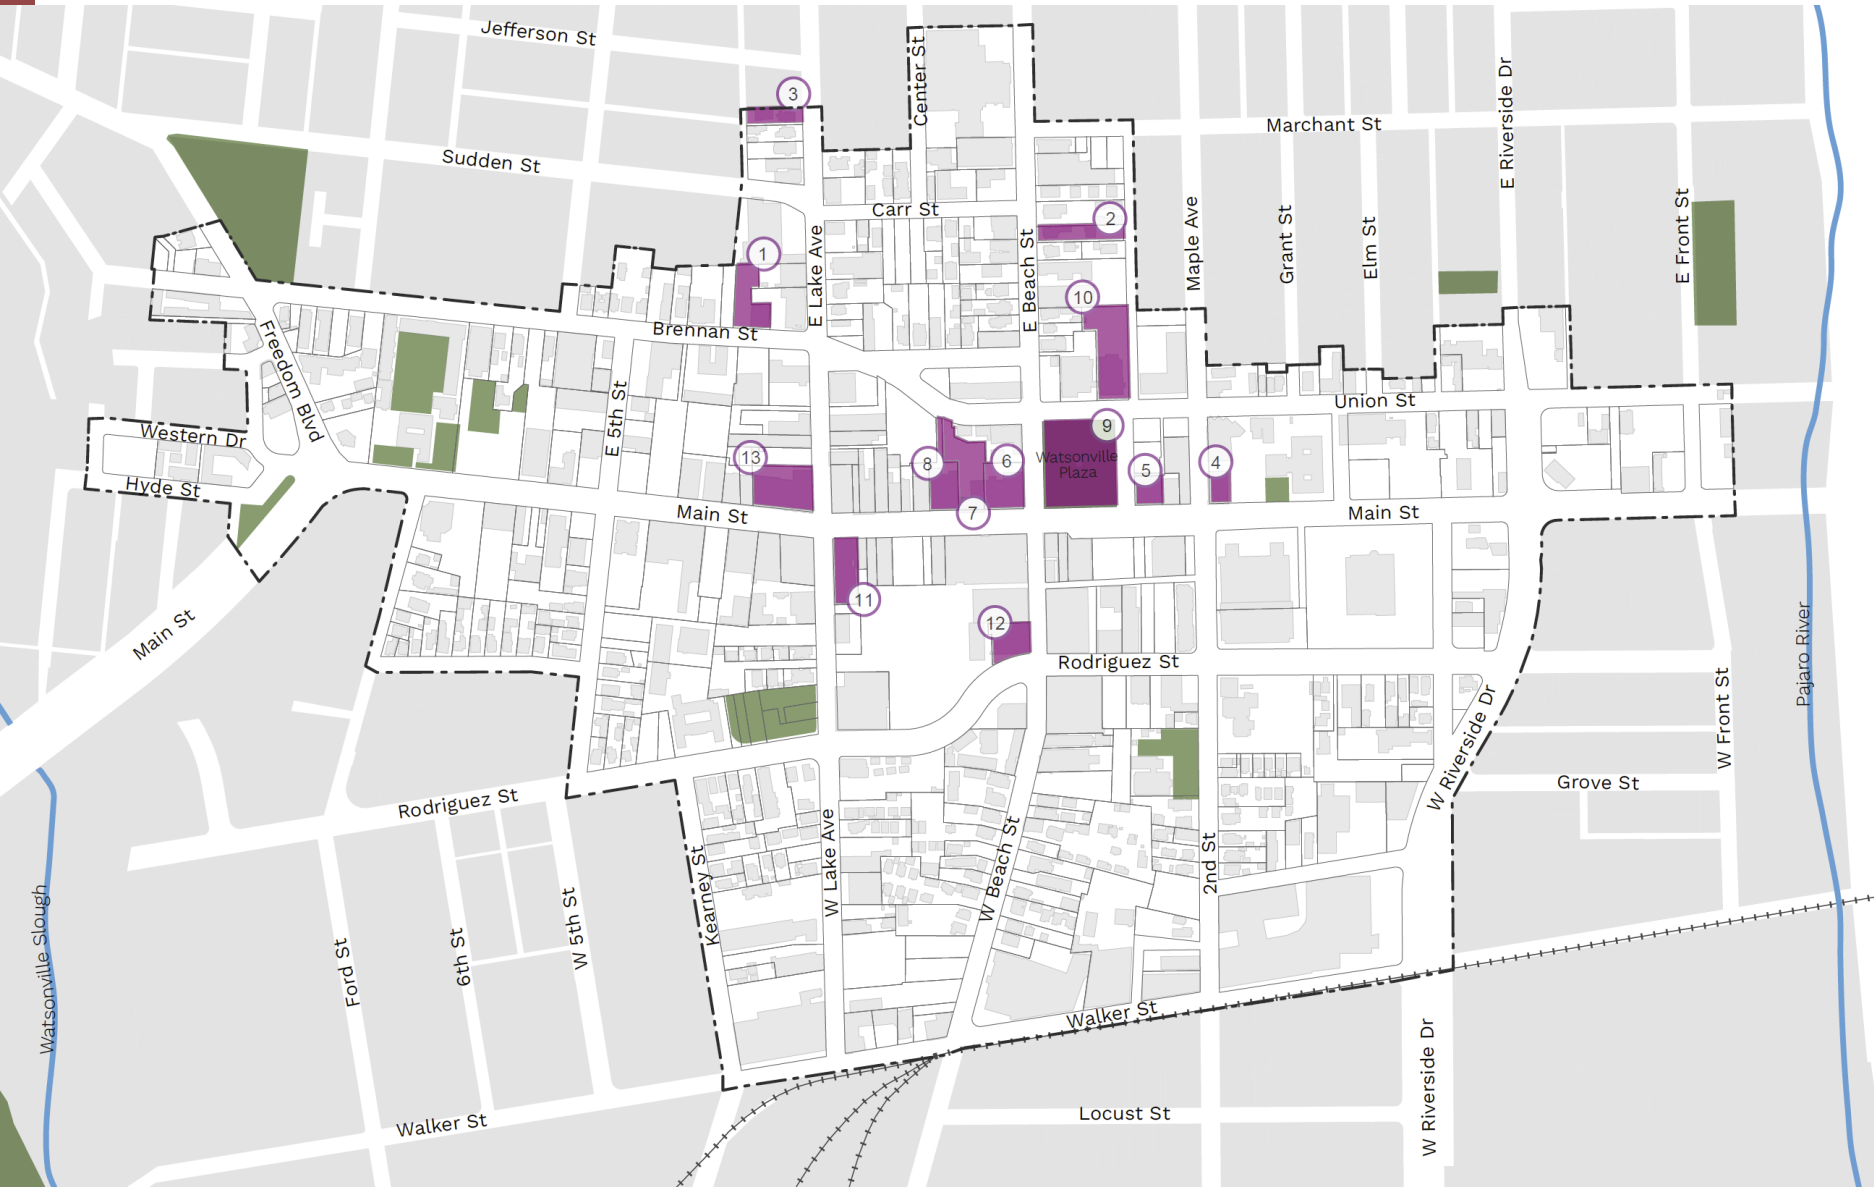 Jefferson St
Center St
3
E Riverside Dr
Marchant St
Sudden St
Carr St
2
Maple Ave
Grant St
Elm St
E Front St
1
E Lake Ave
E Beach St
10
Brennan St
Freedom Blvd
E 5th St
Union St
Western Dr
Hyde St
13
8
6
9
Watsonville
Plaza
5
4
7
Main St
Main St
11
12
Main St
Rodriguez St
Pajaro River
W Front St
W Riverside Dr
Grove St
Rodriguez St
Kearney St
W Lake Ave
W Beach St
2nd St
Watsonville Slough
Ford St
6th St
W 5th St
Walker St
Walker St
Locust St
W Riverside Dr